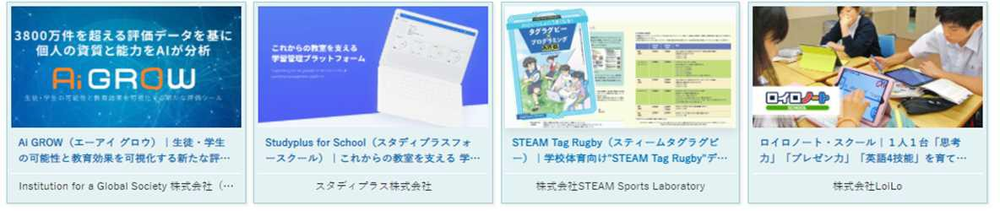 3800万件を超える評価データを基に
個人の資質と能力をAIが分析
Ai GROW
生徒・学生の可能性と教育効果を可視化する新たな評価ツール
Ai GROW（エーアイ グロウ）｜生徒・学生
の可能性と教育効果を可視化する新たな評…
Institution for a Global Society 株式会社（…
これからの教室を支える
学習管理プラットフォーム
Studyplus for School（スタディプラスフォ
ースクール）｜これからの教室を支える 学…
スタディプラス株式会社
タグラグビー
プログラミング
STEAM Tag Rugby（スティームタグラグビ
ー）｜学校体育向け"STEAM Tag Rugby"デ…
株式会社STEAM Sports Laboratory
ロイロノート
SCHOOL
ロイロノート・スクール｜１人１台「思考
力」「プレゼン力」「英語4技能」を育て…
株式会社LoiLo